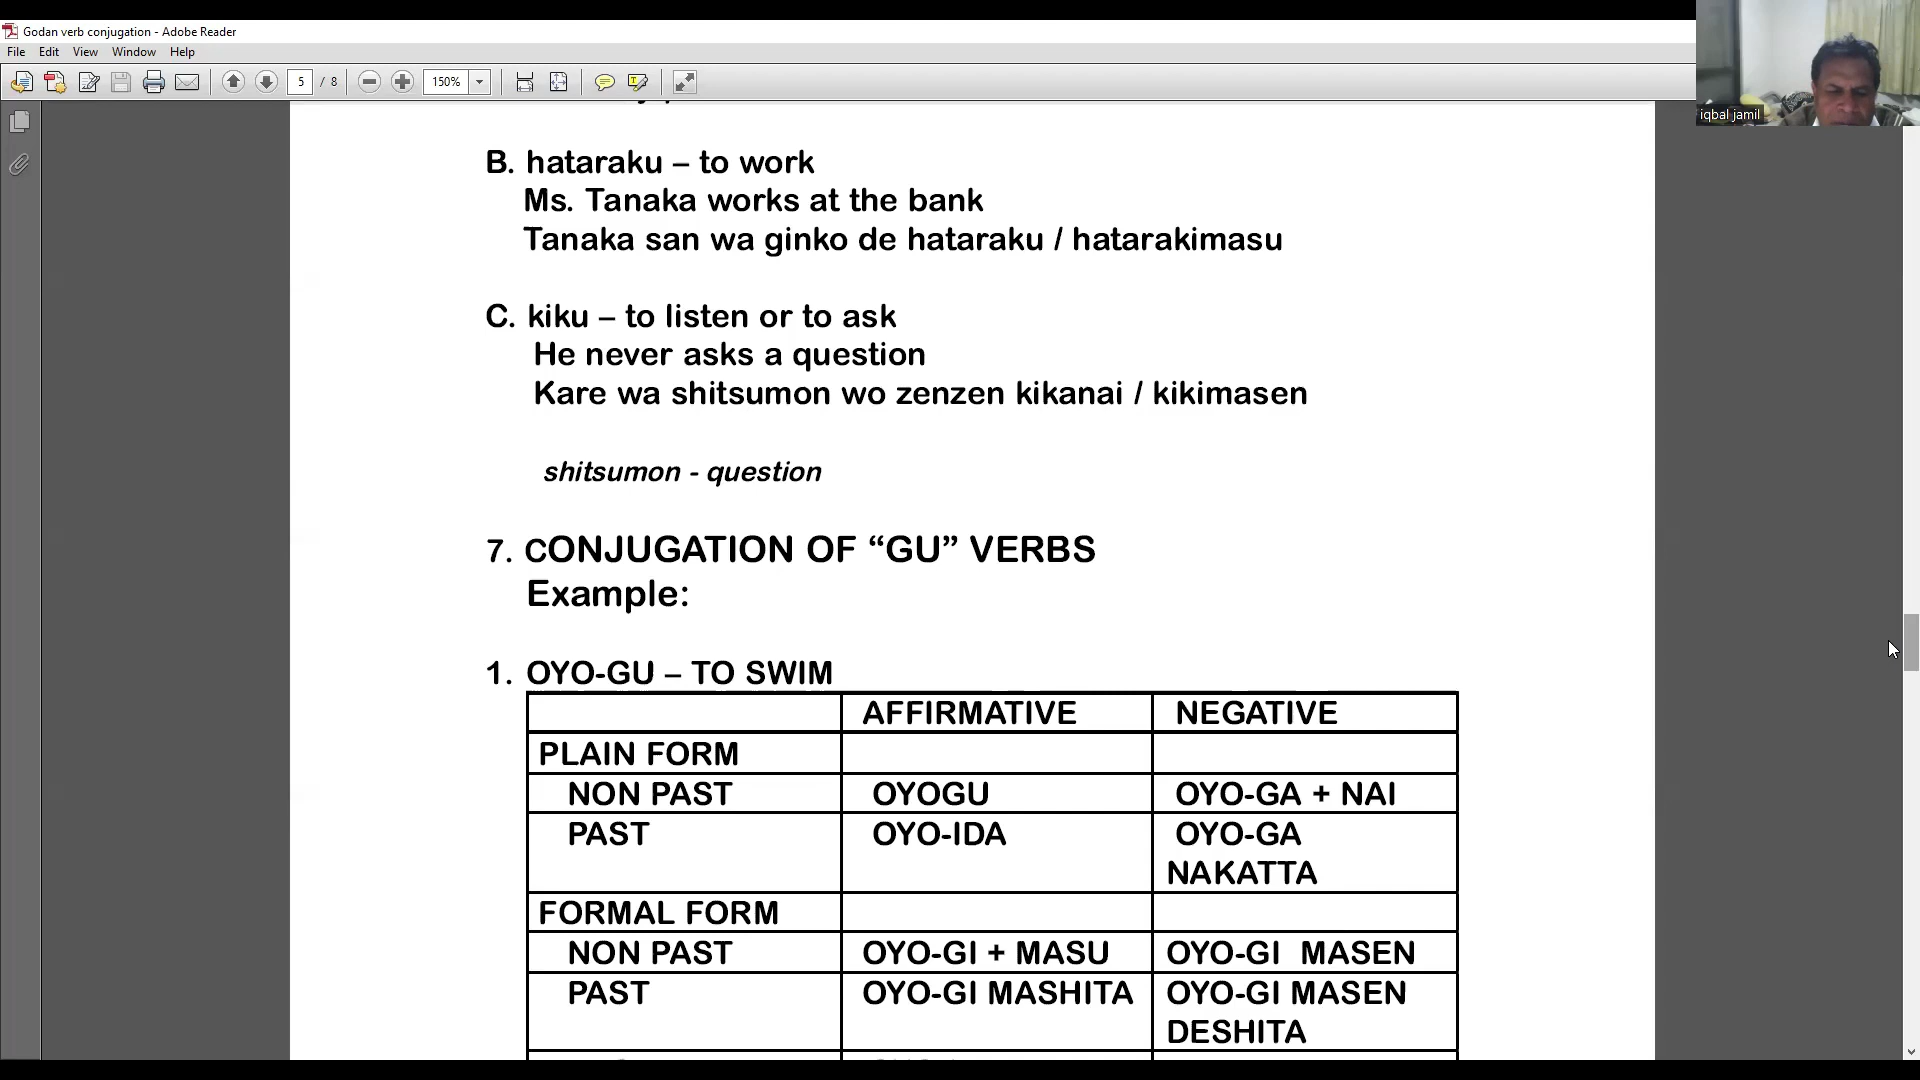 Godan verb conjugation - Adobe Reader
File Edit View Window Help
5 / 8 150%
iqbal jamil
B. hataraku – to work
Ms. Tanaka works at the bank
Tanaka san wa ginko de hataraku / hatarakimasu
C. kiku – to listen or to ask
He never asks a question
Kare wa shitsumon wo zenzen kikanai / kikimasen
shitsumon - question
7. CONJUGATION OF “GU” VERBS
Example:
1. OYO-GU – TO SWIM
AFFIRMATIVE NEGATIVE
PLAIN FORM
NON PAST OYOGU OYO-GA + NAI
PAST OYO-IDA OYO-GA
NAKATTA
FORMAL FORM
NON PAST OYO-GI + MASU OYO-GI MASEN
PAST OYO-GI MASHITA OYO-GI MASEN
DESHITA